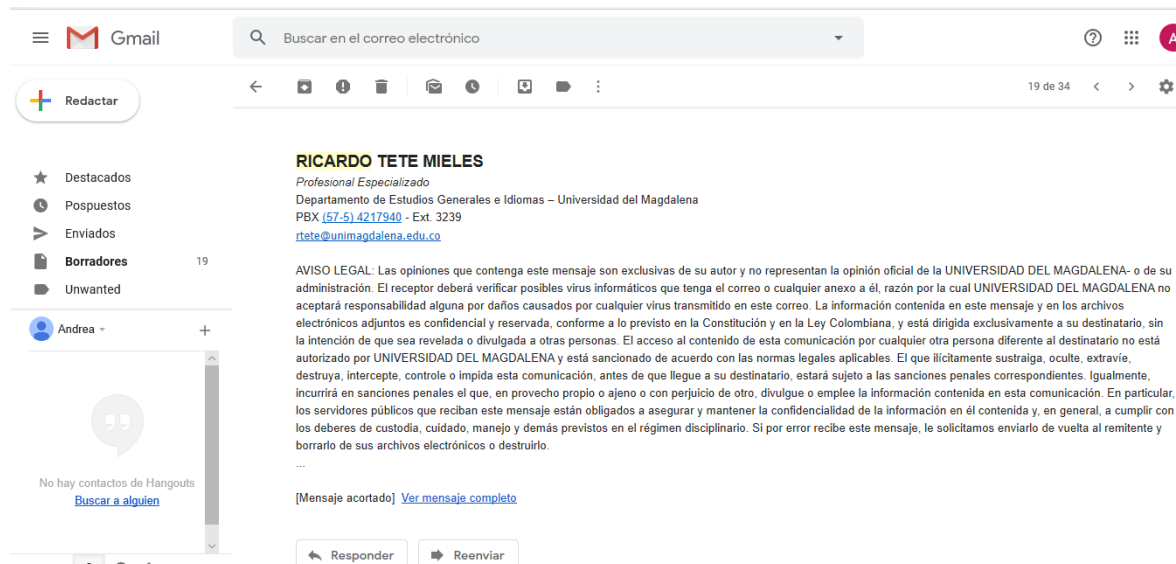 Gmail
Buscar en el correo electrónico
A
Redactar
19 de 34
Destacados
Pospuestos
Enviados
Borradores 19
Unwanted
Andrea
No hay contactos de Hangouts
Buscar a alguien
RICARDO TETE MIELES
Profesional Especializado
Departamento de Estudios Generales e Idiomas – Universidad del Magdalena
PBX (57-5) 4217940 - Ext. 3239
rtete@unimagdalena.edu.co
AVISO LEGAL: Las opiniones que contenga este mensaje son exclusivas de su autor y no representan la opinión oficial de la UNIVERSIDAD DEL MAGDALENA- o de su
administración. El receptor deberá verificar posibles virus informáticos que tenga el correo o cualquier anexo a él, razón por la cual UNIVERSIDAD DEL MAGDALENA no
aceptará responsabilidad alguna por daños causados por cualquier virus transmitido en este correo. La información contenida en este mensaje y en los archivos
electrónicos adjuntos es confidencial y reservada, conforme a lo previsto en la Constitución y en la Ley Colombiana, y está dirigida exclusivamente a su destinatario, sin
la intención de que sea revelada o divulgada a otras personas. El acceso al contenido de esta comunicación por cualquier otra persona diferente al destinatario no está
autorizado por UNIVERSIDAD DEL MAGDALENA y está sancionado de acuerdo con las normas legales aplicables. El que ilícitamente sustraiga, oculte, extravíe,
destruya, intercepte, controle o impida esta comunicación, antes de que llegue a su destinatario, estará sujeto a las sanciones penales correspondientes. Igualmente,
incurrirá en sanciones penales el que, en provecho propio o ajeno o con perjuicio de otro, divulgue o emplee la información contenida en esta comunicación. En particular,
los servidores públicos que reciban este mensaje están obligados a asegurar y mantener la confidencialidad de la información en él contenida y, en general, a cumplir con
los deberes de custodia, cuidado, manejo y demás previstos en el régimen disciplinario. Si por error recibe este mensaje, le solicitamos enviarlo de vuelta al remitente y
borrarlo de sus archivos electrónicos o destruirlo.
...
[Mensaje acortado] Ver mensaje completo
Responder
Reenviar